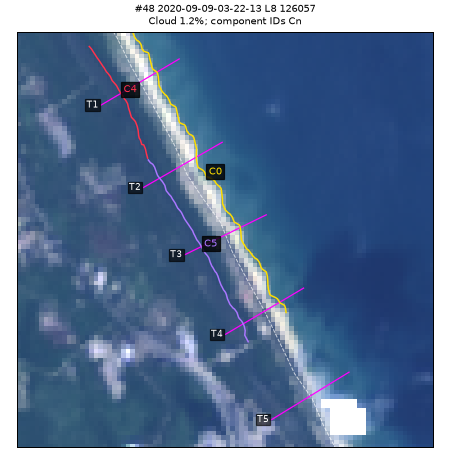 #48 2020-09-09-03-22-13 L8 126057
Cloud 1.2%; component IDs Cn
C4
T1
C0
T2
C5
T3
T4
T5